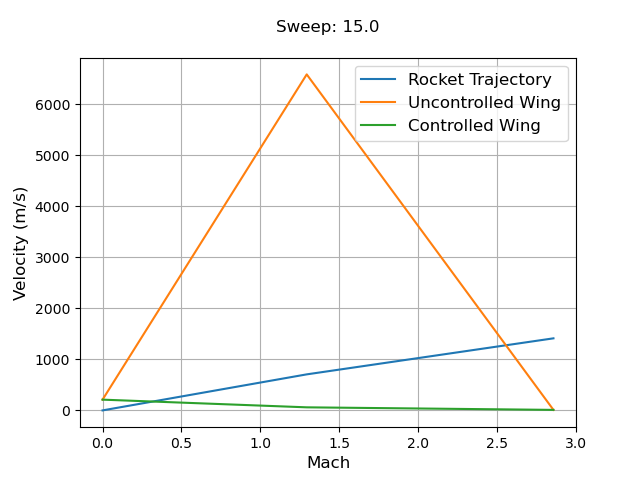 Sweep: 15.0
Rocket Trajectory
Uncontrolled Wing
Controlled Wing
6000
5000
4000
3000
2000
1000
0
Velocity (m/s)
0.0 0.5 1.0 1.5 2.0 2.5 3.0
Mach